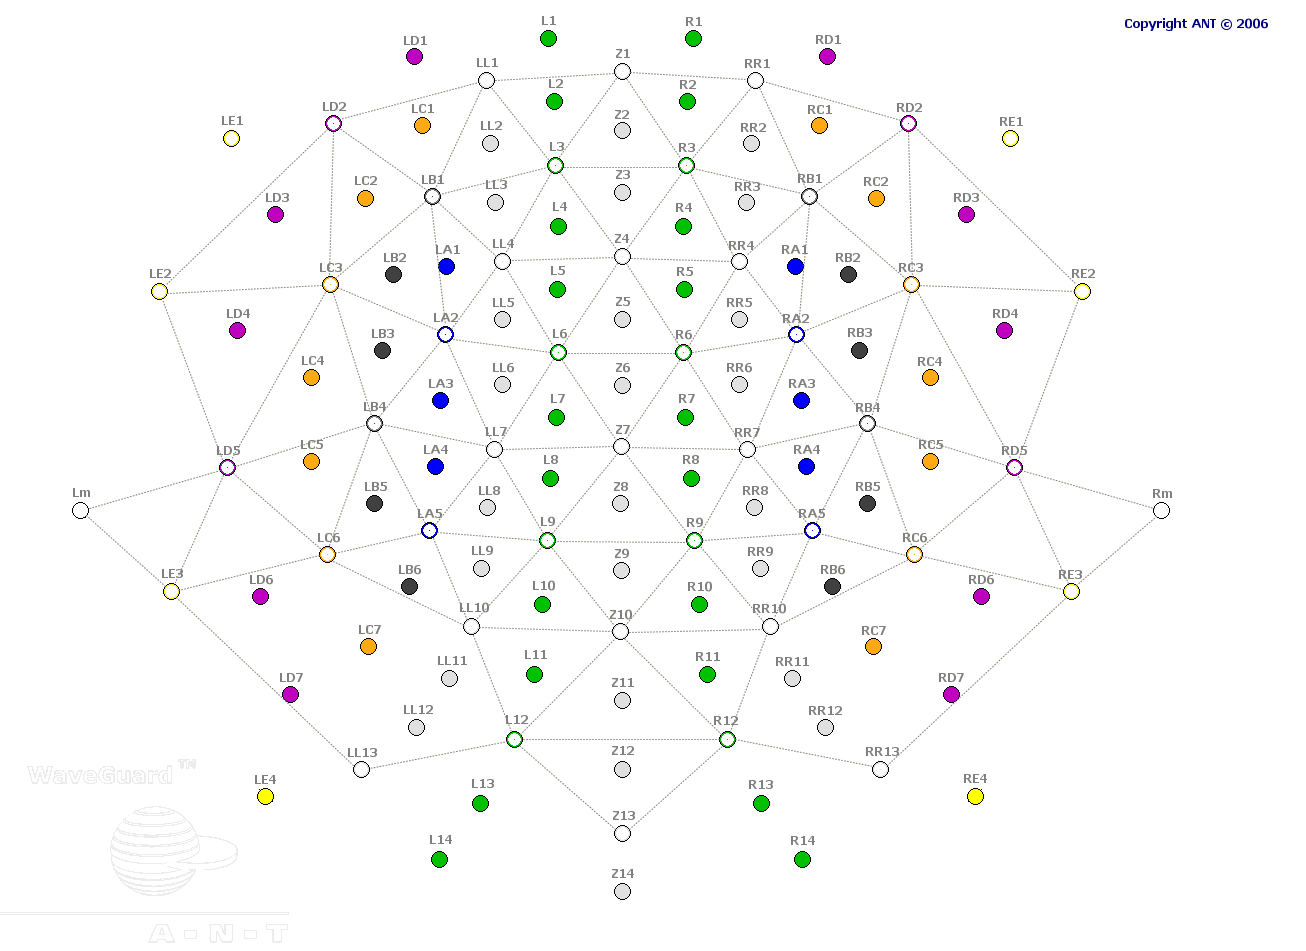 Copyright ANT © 2006
L1 R1
LD1 RD1
Z1
LL1 RR1
L2 R2
LD2 LC1 RC1 RD2
Z2
LE1 RE1
LL2 RR2
L3 R3
Z3
LB1 RB1
LC2 RC2
LL3 RR3
LD3 RD3
L4 R4
Z4
LL4 RR4
LA1 RA1
LB2 RB2
LC3 RC3
LE2 RE2
L5 R5
Z5
LL5 RR5
LD4 RD4
LA2 RA2
L6 R6
LB3 RB3
LC4 RC4
Z6
LL6 RR6
LA3 RA3
L7 R7
LB4 RB4
Z7
LL7 RR7
LC5 RC5
LD5 RD5
LA4 RA4
L8 R8
Z8
LL8 RR8
LB5 RB5
Lm Rm
LA5 RA5
L9 R9
LC6 RC6
Z9
LL9 RR9
LB6 RB6
LE3 RE3
LD6 RD6
L10 R10
LL10 Z10 RR10
LC7 RC7
L11 R11
LL11 RR11
LD7 RD7
Z11
LL12 RR12
L12 R12
Z12
LL13 RR13
WaveGuard ™
LE4 RE4
L13 R13
Z13
L14 R14
Z14
A - N - T